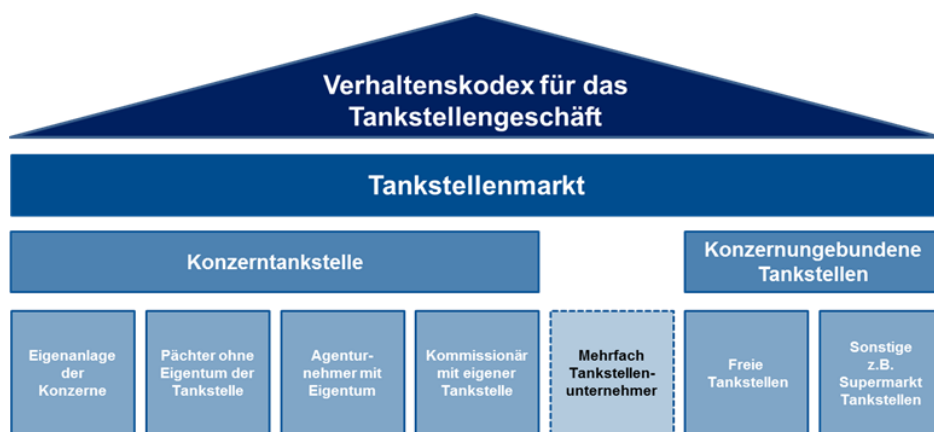 Verhaltenskodex für das
Tankstellengeschäft
Tankstellenmarkt
Konzerntankstelle
Konzernungebundene
Tankstellen
Eigenanlage
der
Konzerne
Pächter ohne
Eigentum der
Tankstelle
Agentur-
nehmer mit
Eigentum
Kommissionär
mit eigener
Tankstelle
Mehrfach
Tankstellen-
unternehmer
Freie
Tankstellen
Sonstige
z.B.
Supermarkt
Tankstellen